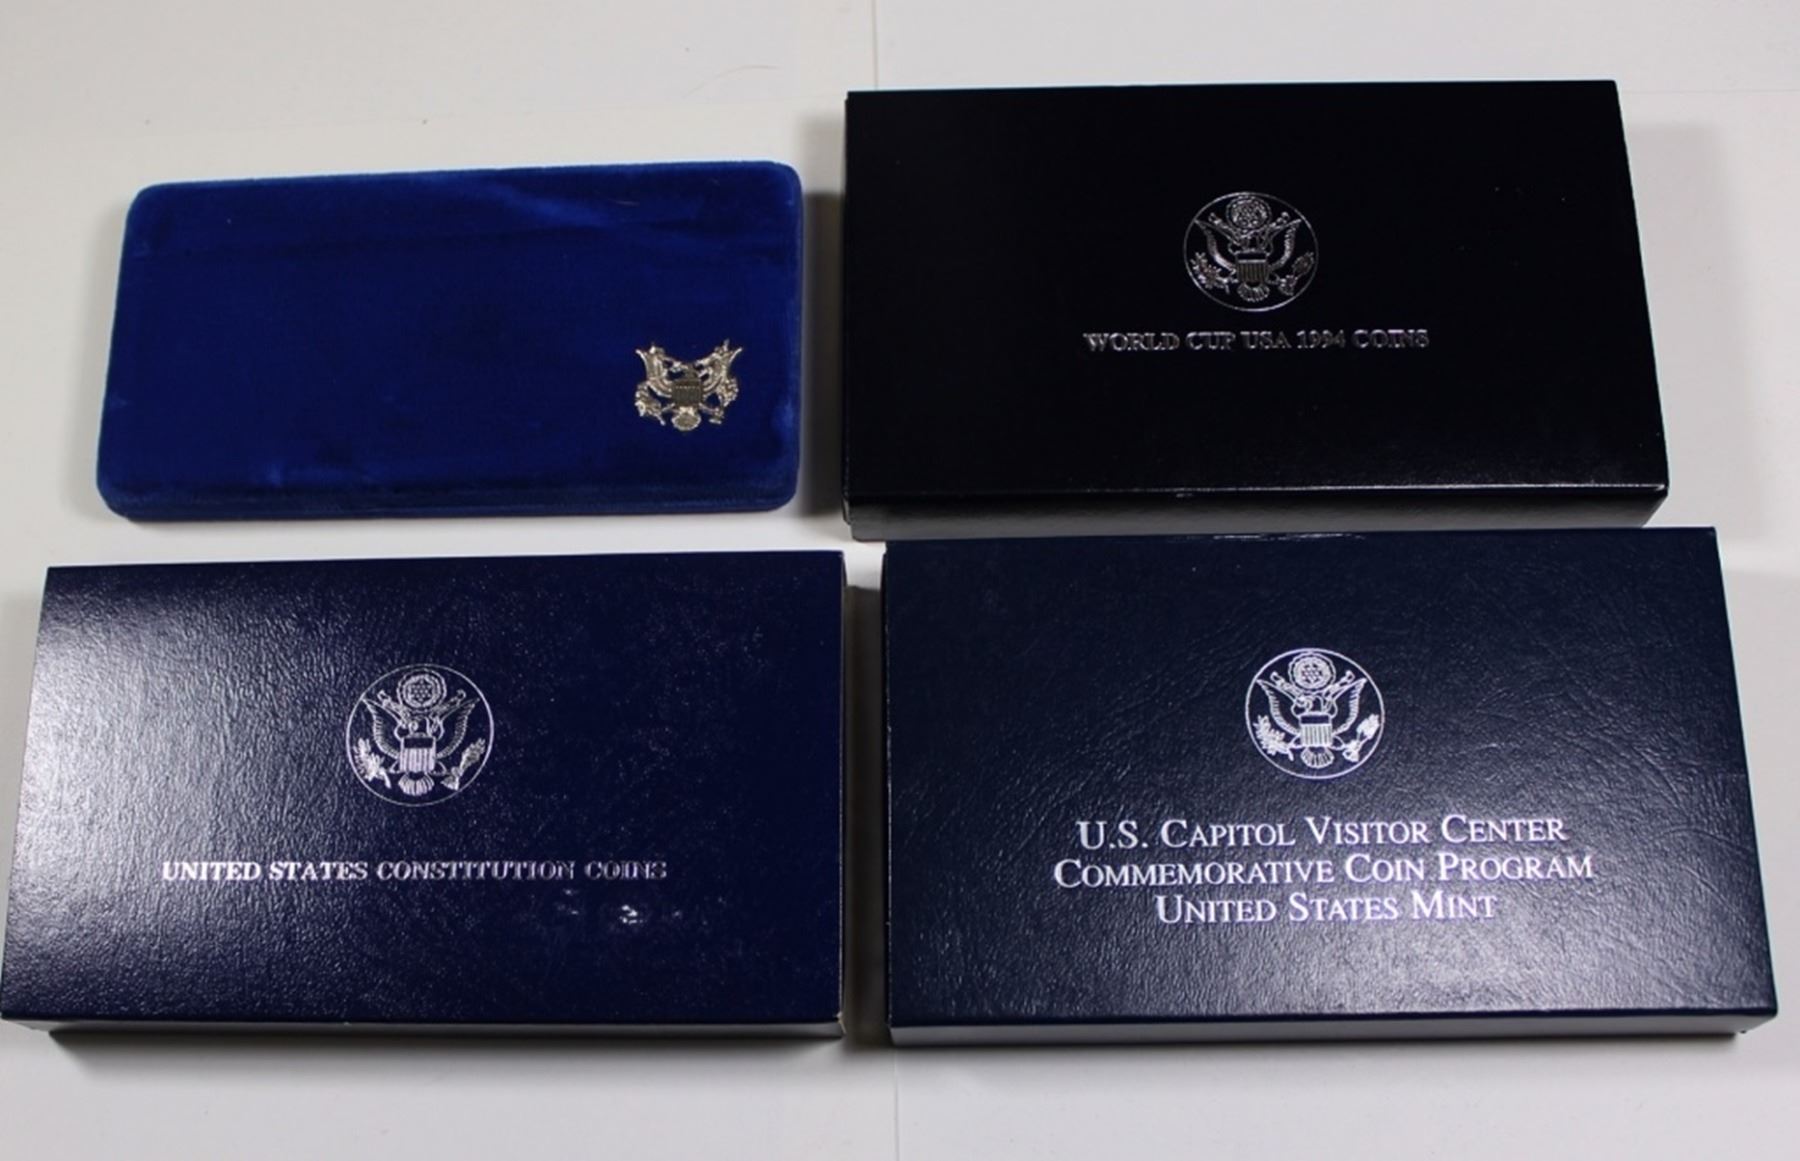 WORLD CUP USA 1994 COINS
UNITED STATES CONSTITUTION COINS
U.S. CAPITOL VISITOR CENTER
COMMEMORATIVE COIN PROGRAM
UNITED STATES MINT